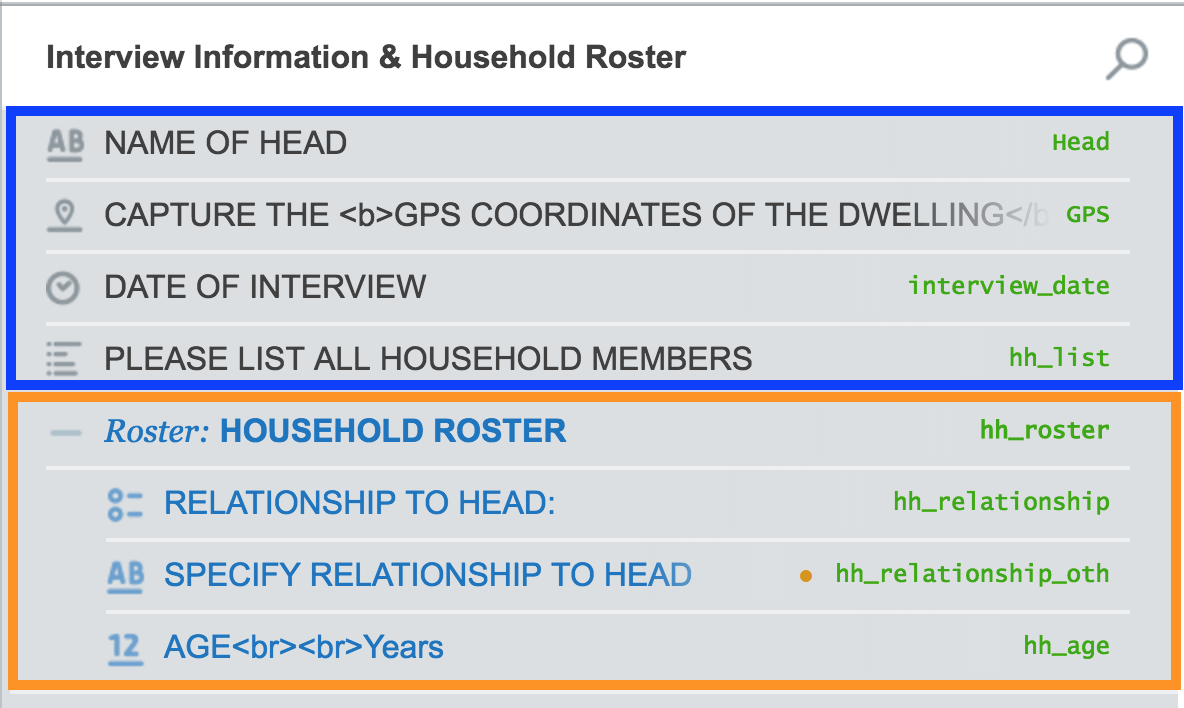 Interview Information & Household Roster
AB NAME OF HEAD Head
CAPTURE THE <b>GPS COORDINATES OF THE DWELLING</b GPS
DATE OF INTERVIEW interview_date
PLEASE LIST ALL HOUSEHOLD MEMBERS hh_list
Roster: HOUSEHOLD ROSTER hh_roster
RELATIONSHIP TO HEAD: hh_relationship
AB SPECIFY RELATIONSHIP TO HEAD hh_relationship_oth
12 AGE<br><br>Years hh_age